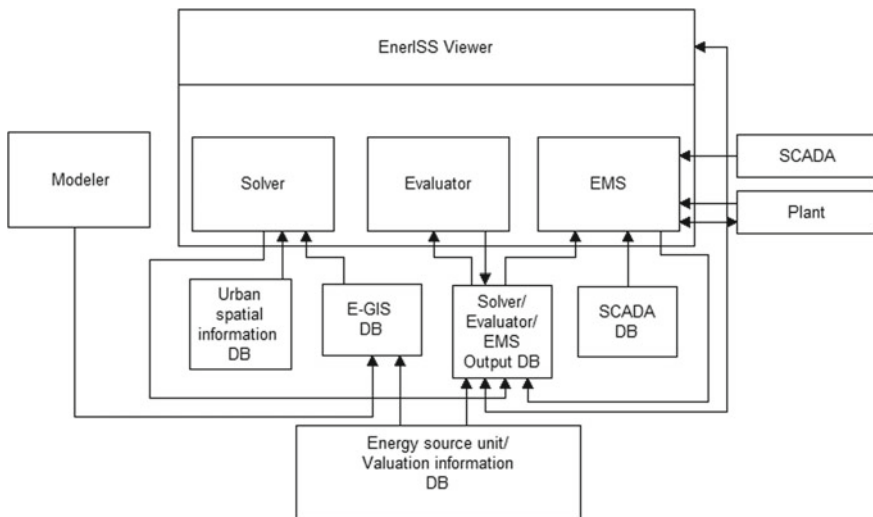 EnerISS Viewer
Modeler
Solver
Evaluator
EMS
SCADA
Plant
Urban
spatial
information
DB
E-GIS
DB
Solver/
Evaluator/
EMS
Output DB
SCADA
DB
Energy source unit/
Valuation information
DB